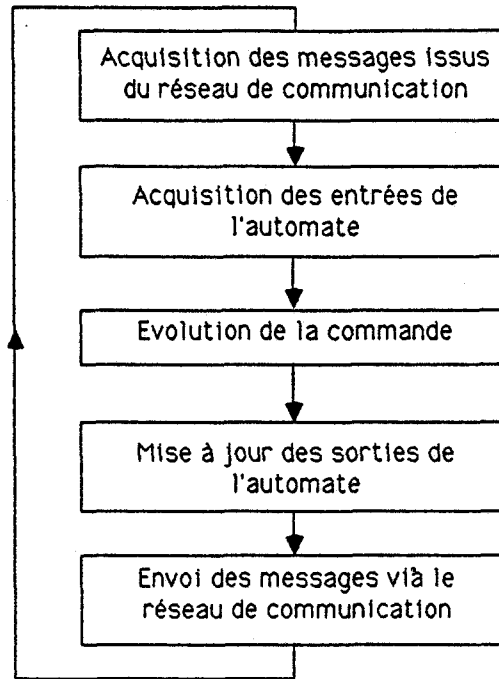 Acquisition des messages issus
du réseau de communication
Acquisition des entrées de
l'automate
Evolution de la commande
Mise à jour des sorties de
l'automate
Envoi des messages vià le
réseau de communication